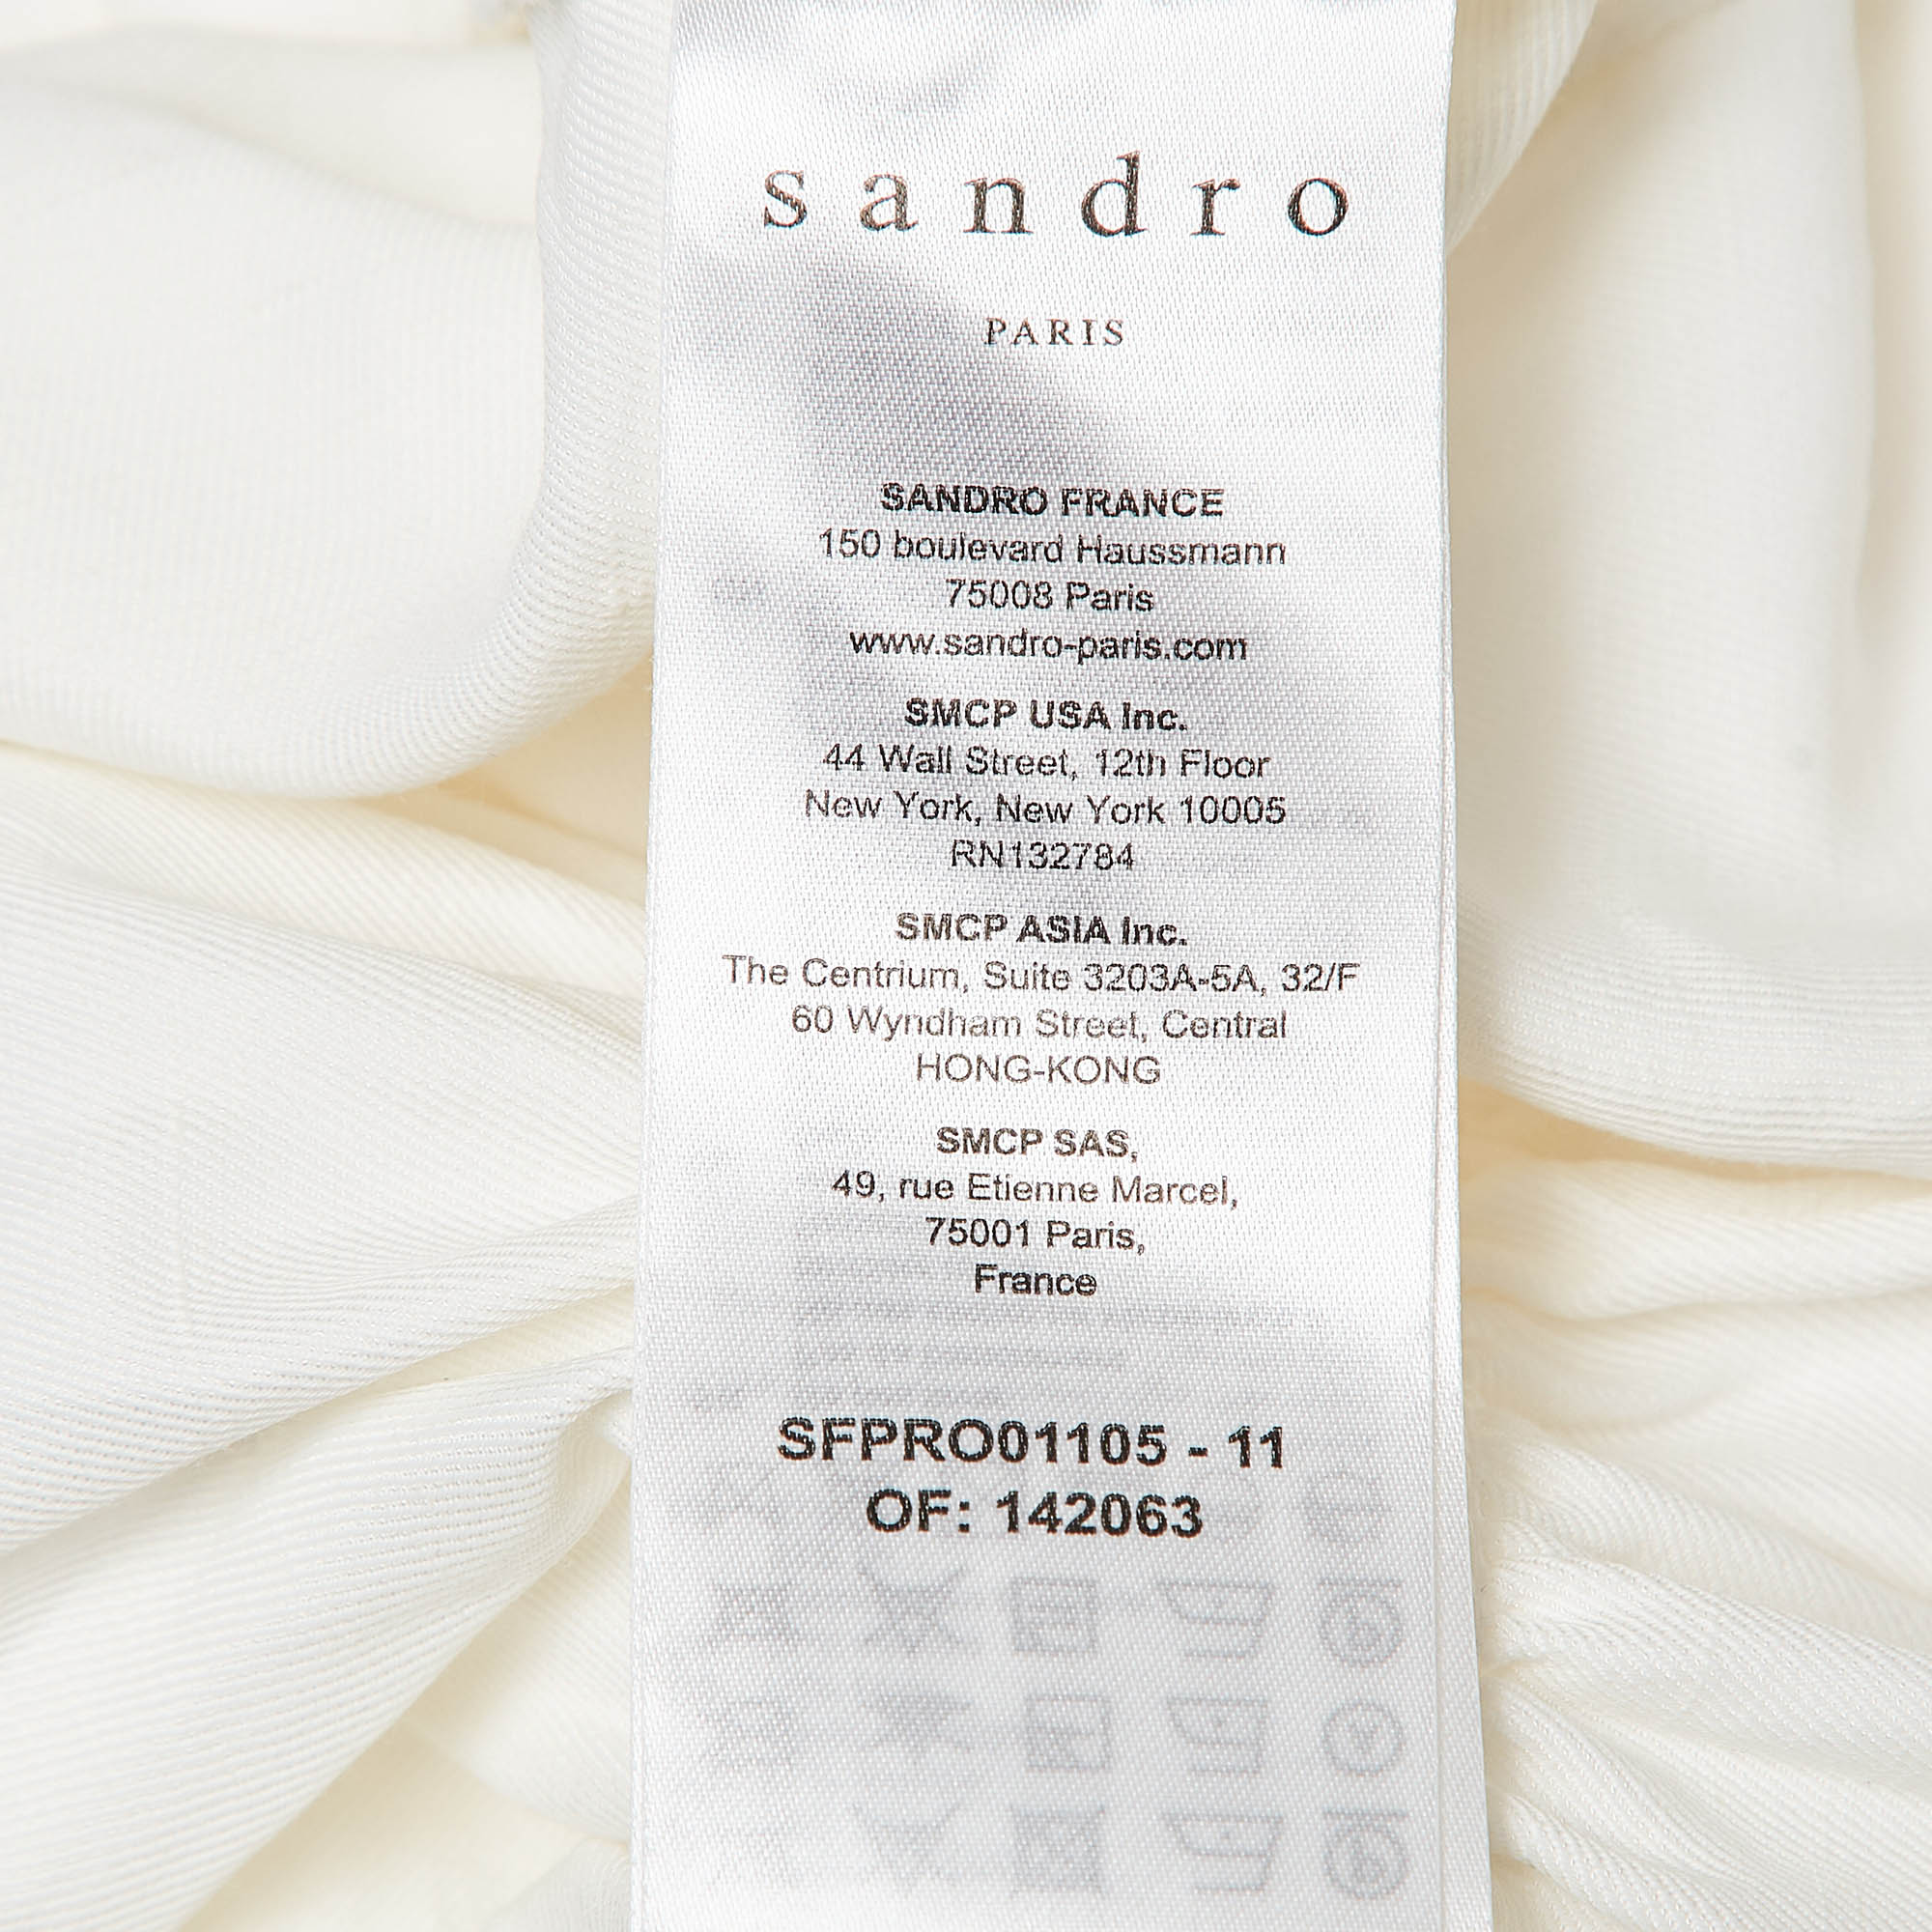 sandro
PARIS
SANDRO FRANCE
150 boulevard Haussmann
75008 Paris
www.sandro-paris.com
SMCP USA Inc.
44 Wall Street, 12th Floor
New York, New York 10005
RN132784
SMCP ASIA Inc.
The Centrium, Suite 3203A-5A, 32/F
60 Wyndham Street, Central
HONG-KONG
SMCP SAS,
49, rue Etienne Marcel,
75001 Paris,
France
SFPRO01105 - 11
OF: 142063